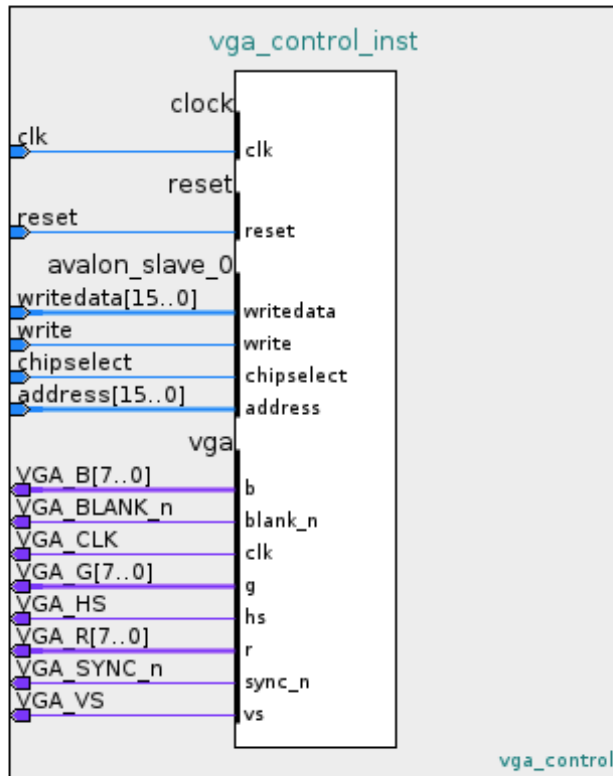 vga_control_inst
clock
clk
clk
reset
reset
reset
avalon_slave_0
writedata[15..0]
writedata
write
write
chipselect
chipselect
address[15..0]
address
vga
VGA_B[7..0]
b
VGA_BLANK_n
blank_n
VGA_CLK
clk
VGA_G[7..0]
g
VGA_HS
hs
VGA_R[7..0]
r
VGA_SYNC_n
sync_n
VGA_VS
vs
vga_control